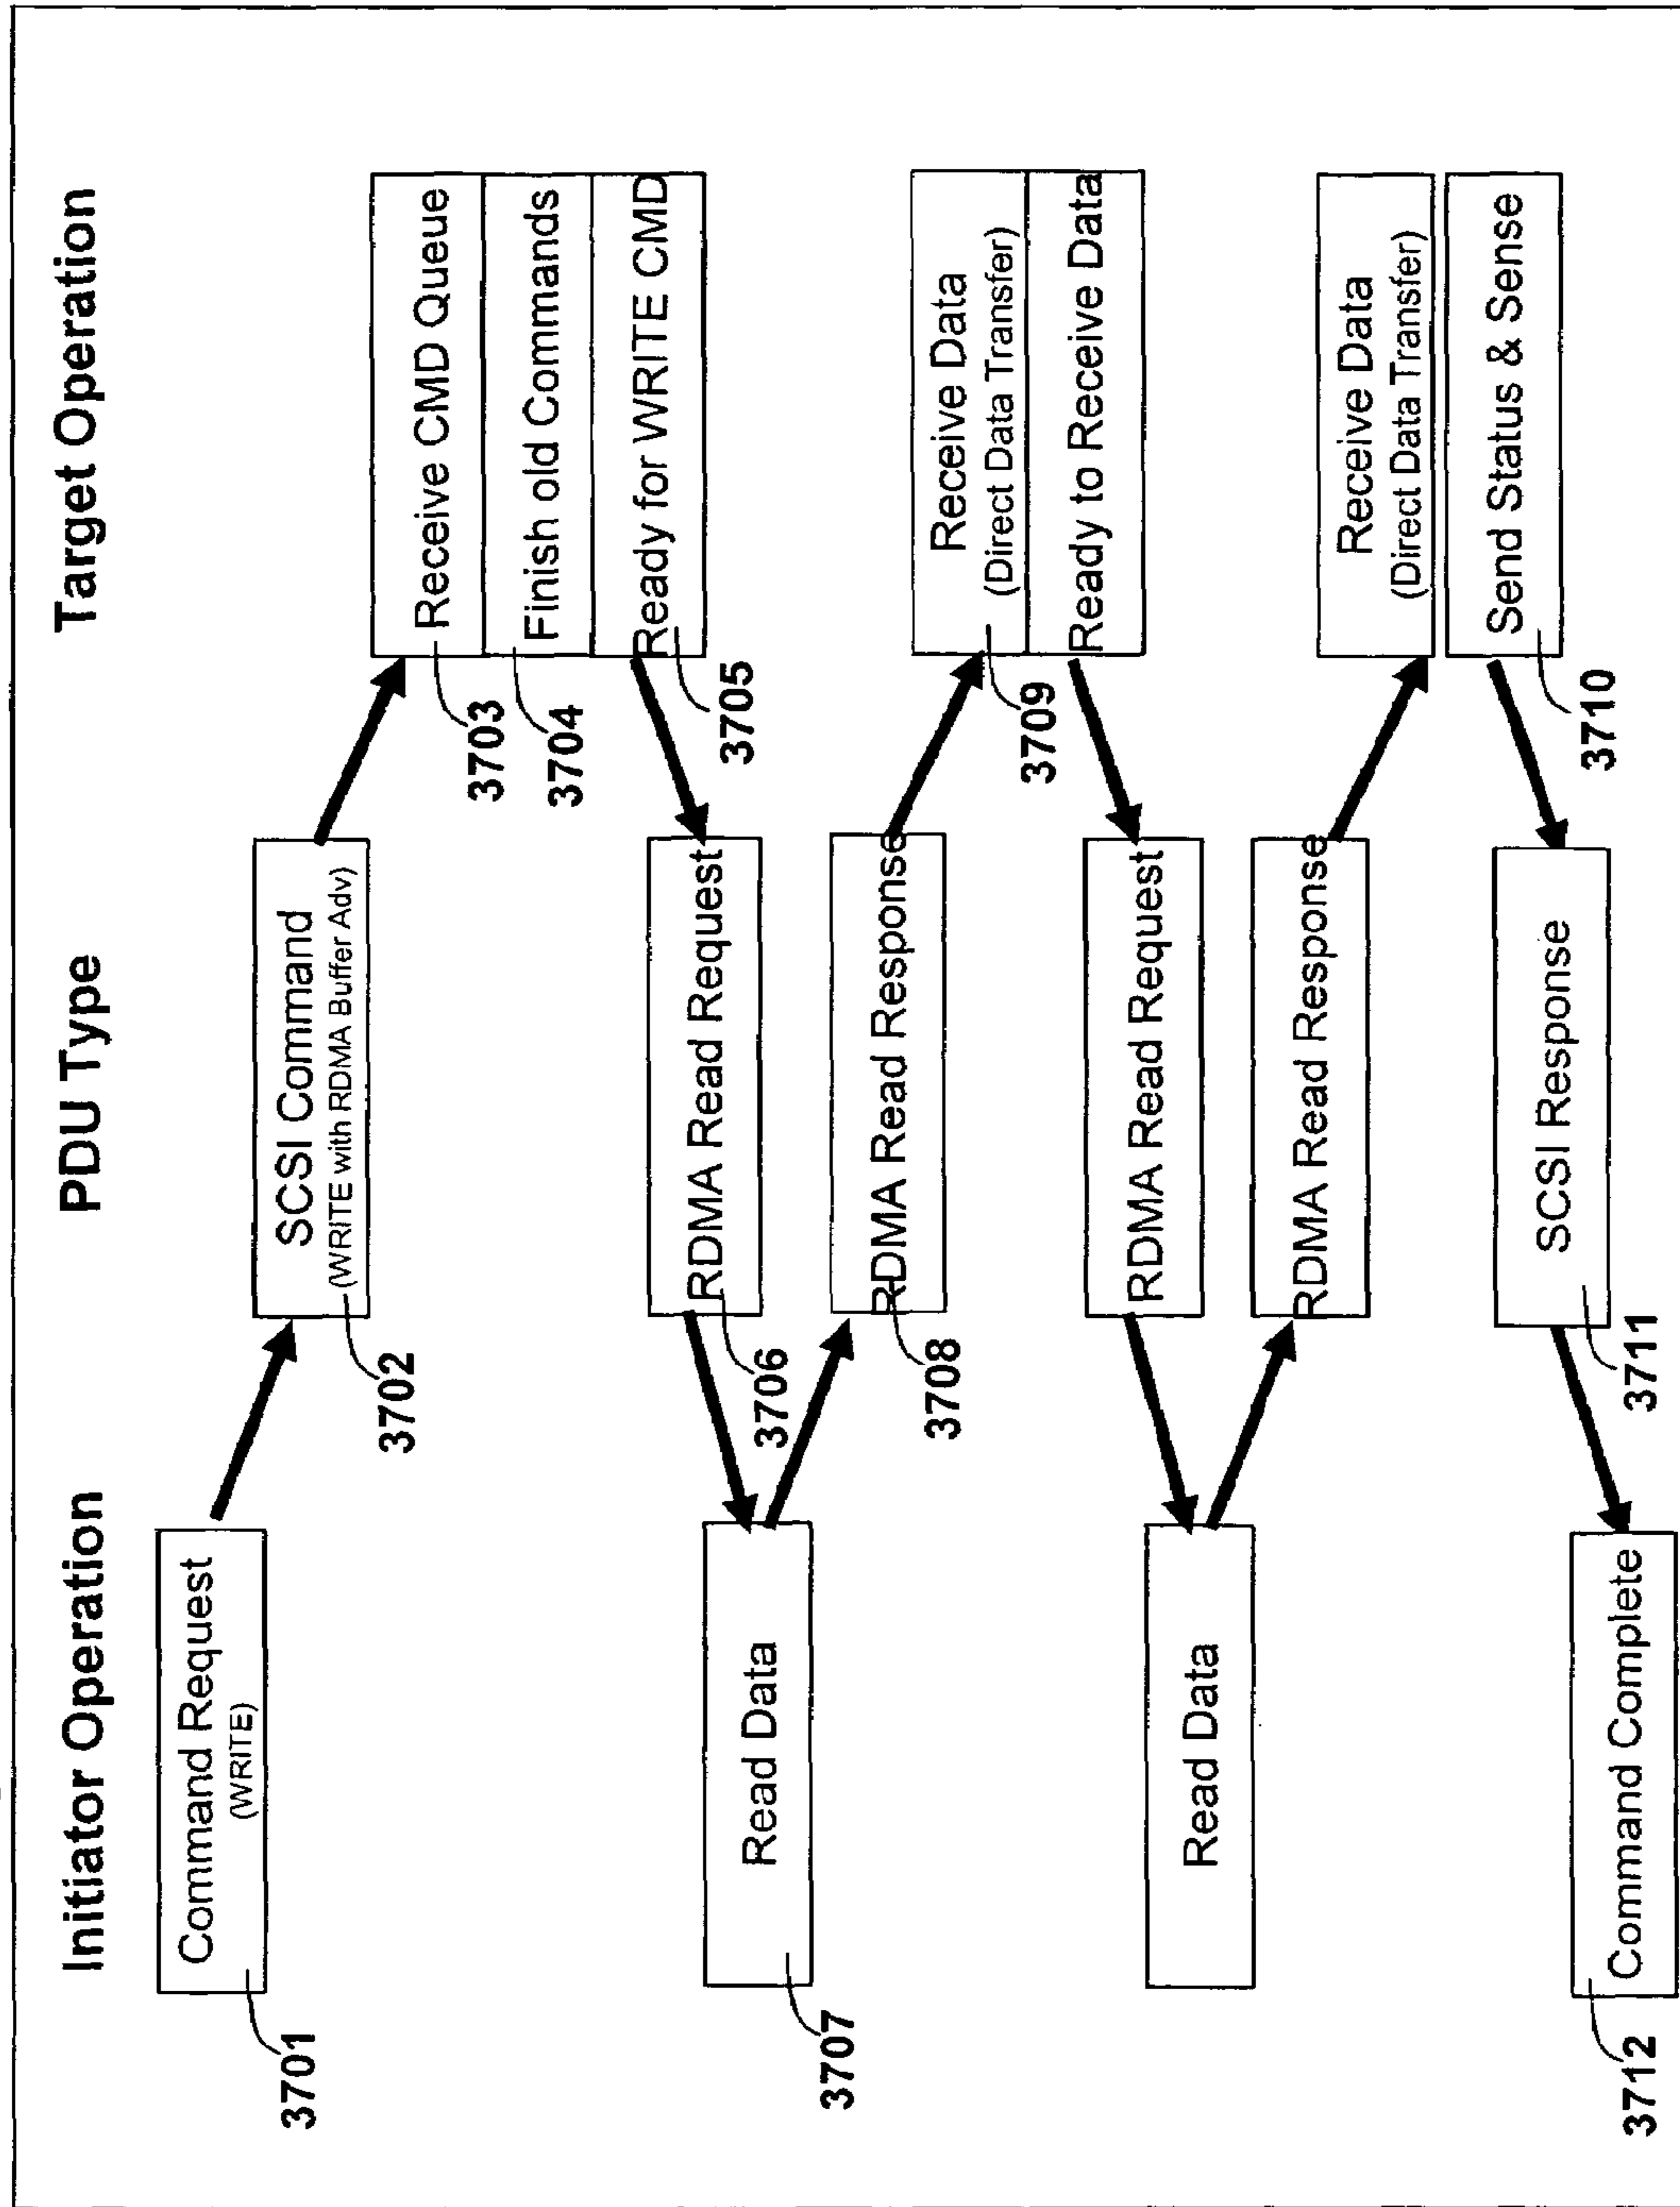 Initiator Operation
PDU Type
Target Operation
Command Request
(WRITE)
3701
SCSI Command
(WRITE with RDMA Buffer Adv)
3702
Receive CMD Queue
3703
Finish old Commands
3704
Ready for WRITE CMD
3705
RDMA Read Request
3706
Read Data
3707
RDMA Read Response
3708
Receive Data
(Direct Data Transfer)
3709
Ready to Receive Data
RDMA Read Request
Read Data
RDMA Read Response
Receive Data
(Direct Data Transfer)
Send Status & Sense
3710
SCSI Response
3711
Command Complete
3712